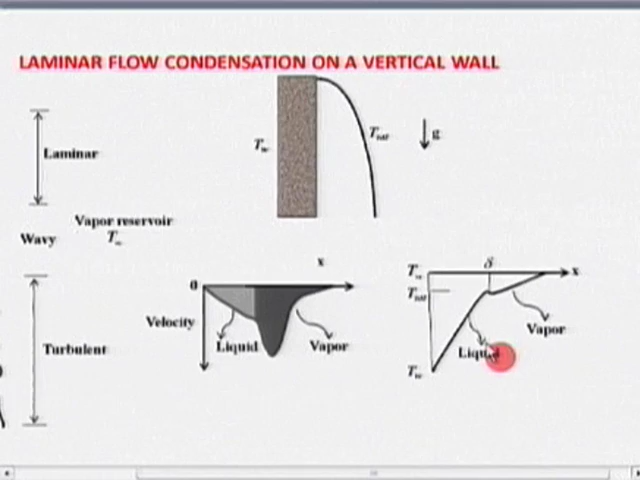 LAMINAR FLOW CONDENSATION ON A VERTICAL WALL
Laminar
Tw
Tsat
g
Vapor reservoir
T∞
Wavy
Turbulent
x
0
Velocity
Liquid
Vapor
T∞
δ
x
Tsat
Vapor
Tw